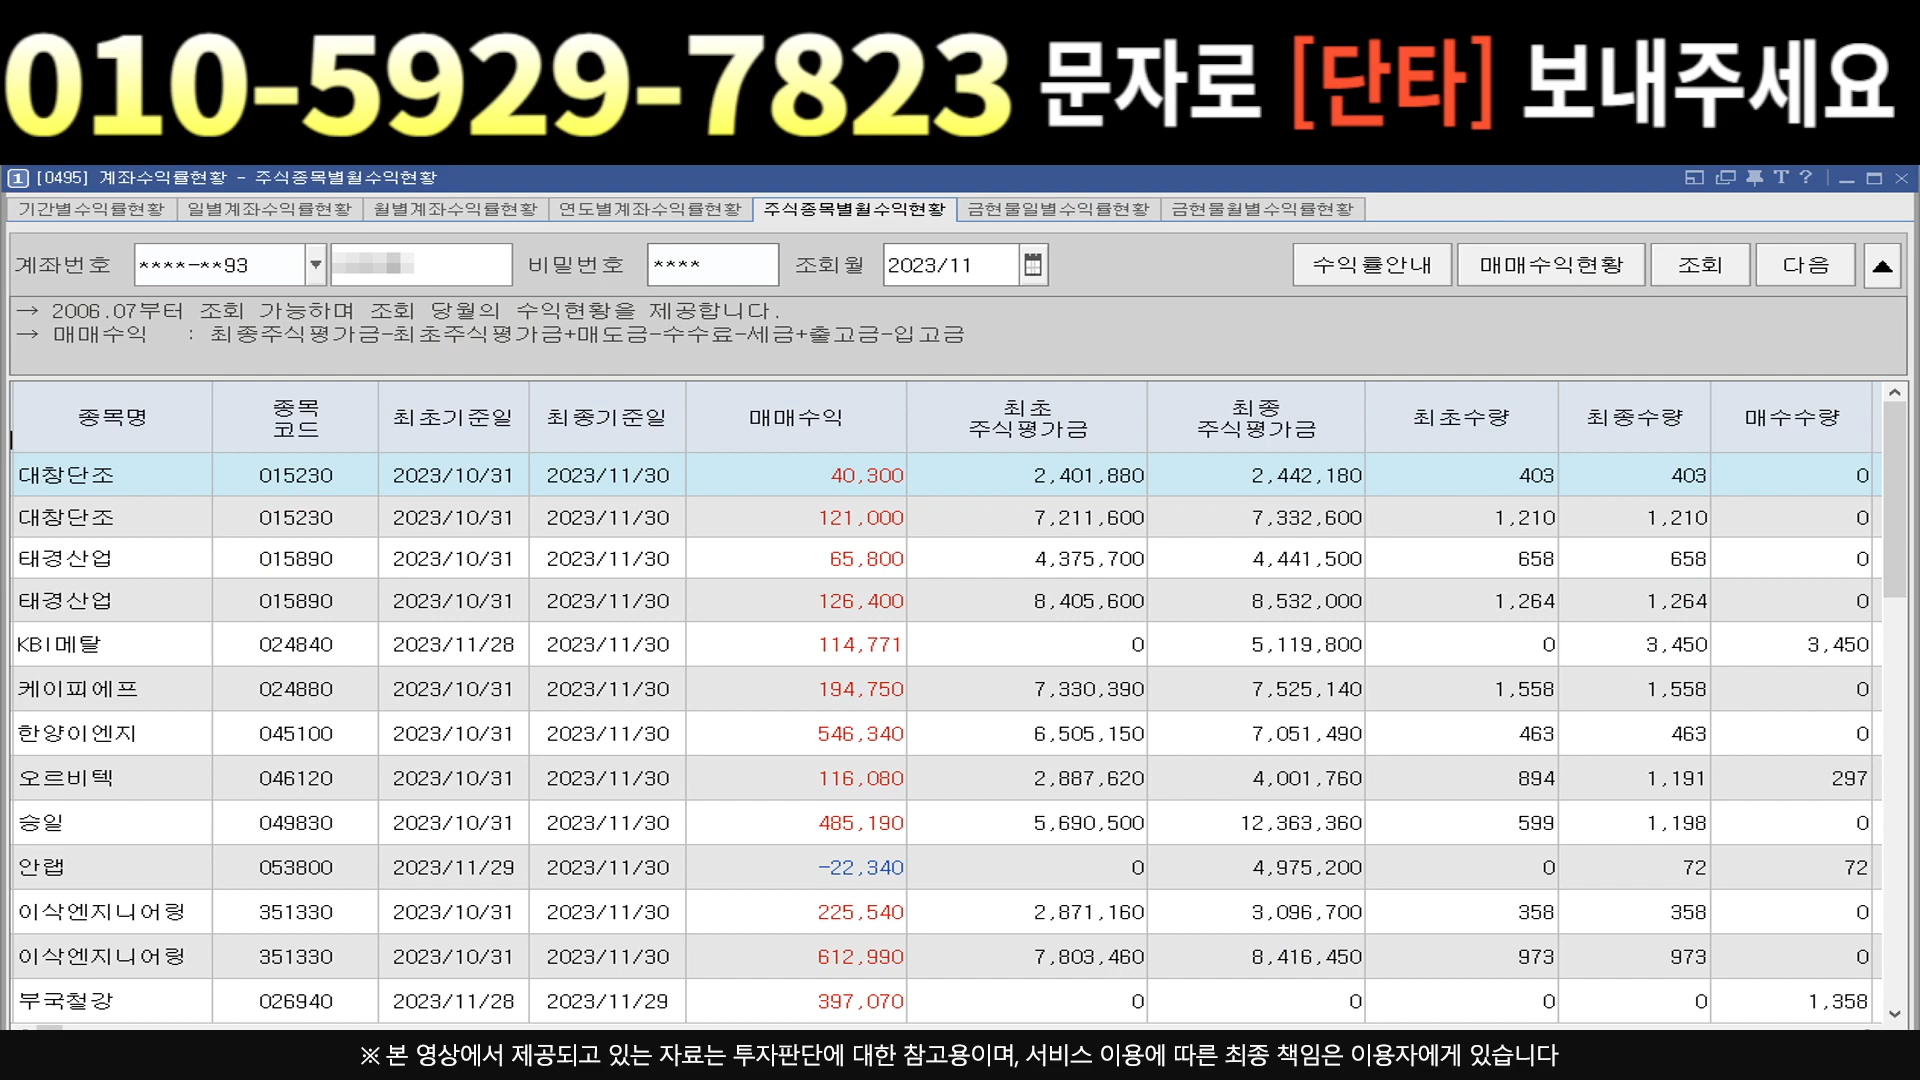 010-5929-7823 문자로 [단타] 보내주세요
1 [0495] 계좌수익률현황 - 주식종목별월수익현황 T ?
기간별수익률현황 일별계좌수익률현황 월별계좌수익률현황 연도별계좌수익률현황 주식종목별월수익현황 금현물일별수익률현황 금현물월별수익률현황
계좌번호 ****-**93 비밀번호 **** 조회월 2023/11 수익률안내 매매수익현황 조회 다음 ▲
→ 2006.07부터 조회 가능하며 조회 당월의 수익현황을 제공합니다.
→ 매매수익 : 최종주식평가금-최초주식평가금+매도금-수수료-세금+출고금-입고금
종목명 종목코드 최초기준일 최종기준일 매매수익 최초주식평가금 최종주식평가금 최초수량 최종수량 매수수량
대창단조 015230 2023/10/31 2023/11/30 40,300 2,401,880 2,442,180 403 403 0
대창단조 015230 2023/10/31 2023/11/30 121,000 7,211,600 7,332,600 1,210 1,210 0
태경산업 015890 2023/10/31 2023/11/30 65,800 4,375,700 4,441,500 658 658 0
태경산업 015890 2023/10/31 2023/11/30 126,400 8,405,600 8,532,000 1,264 1,264 0
KBI메탈 024840 2023/11/28 2023/11/30 114,771 0 5,119,800 0 3,450 3,450
케이피에프 024880 2023/10/31 2023/11/30 194,750 7,330,390 7,525,140 1,558 1,558 0
한양이엔지 045100 2023/10/31 2023/11/30 546,340 6,505,150 7,051,490 463 463 0
오르비텍 046120 2023/10/31 2023/11/30 116,080 2,887,620 4,001,760 894 1,191 297
승일 049830 2023/10/31 2023/11/30 485,190 5,690,500 12,363,360 599 1,198 0
안랩 053800 2023/11/29 2023/11/30 -22,340 0 4,975,200 0 72 72
이삭엔지니어링 351330 2023/10/31 2023/11/30 225,540 2,871,160 3,096,700 358 358 0
이삭엔지니어링 351330 2023/10/31 2023/11/30 612,990 7,803,460 8,416,450 973 973 0
부국철강 026940 2023/11/28 2023/11/29 397,070 0 0 0 0 1,358
※ 본 영상에서 제공되고 있는 자료는 투자판단에 대한 참고용이며, 서비스 이용에 따른 최종 책임은 이용자에게 있습니다